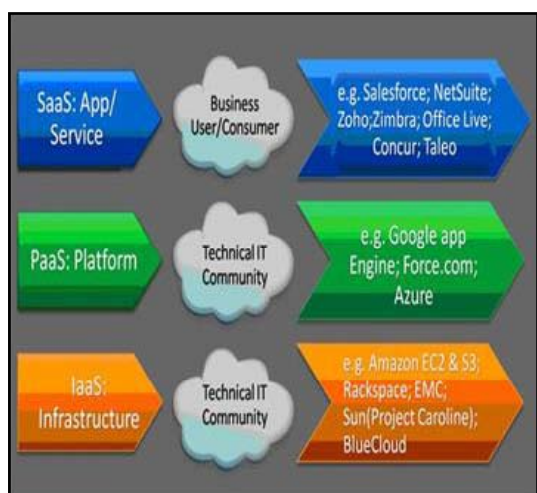 SaaS: App/
Service
Business
User/Consumer
e.g. Salesforce; NetSuite;
Zoho;Zimbra; Office Live;
Concur; Taleo
PaaS: Platform
Technical IT
Community
e.g. Google app
Engine; Force.com;
Azure
IaaS:
Infrastructure
Technical IT
Community
e.g. Amazon EC2 & S3;
Rackspace; EMC;
Sun(Project Caroline);
BlueCloud